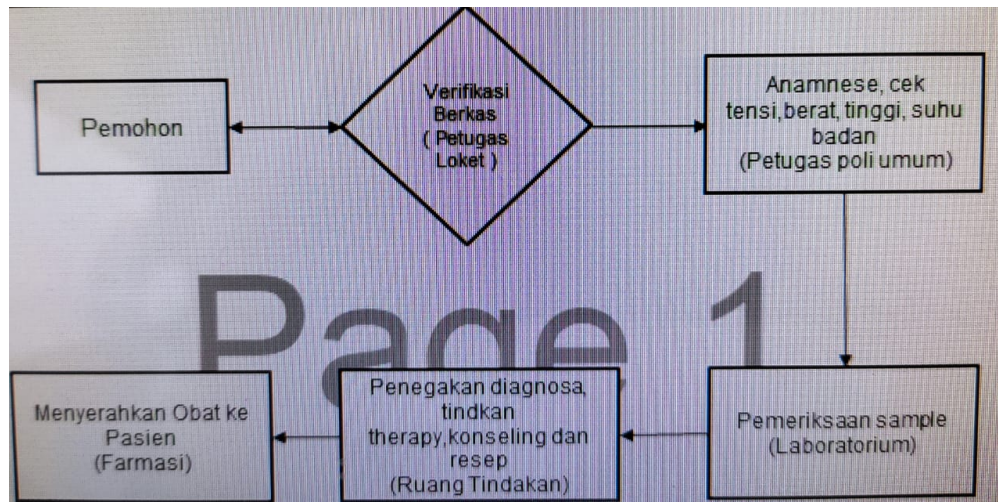 Pemohon
Verifikasi
Berkas
( Petugas
Loket )
Anamnese, cek
tensi,berat, tinggi, suhu
badan
(Petugas poli umum)
Page 1
Pemeriksaan sample
(Laboratorium)
Penegakan diagnosa,
tindkan
therapy,konseling dan
resep
(Ruang Tindakan)
Menyerahkan Obat ke
Pasien
(Farmasi)